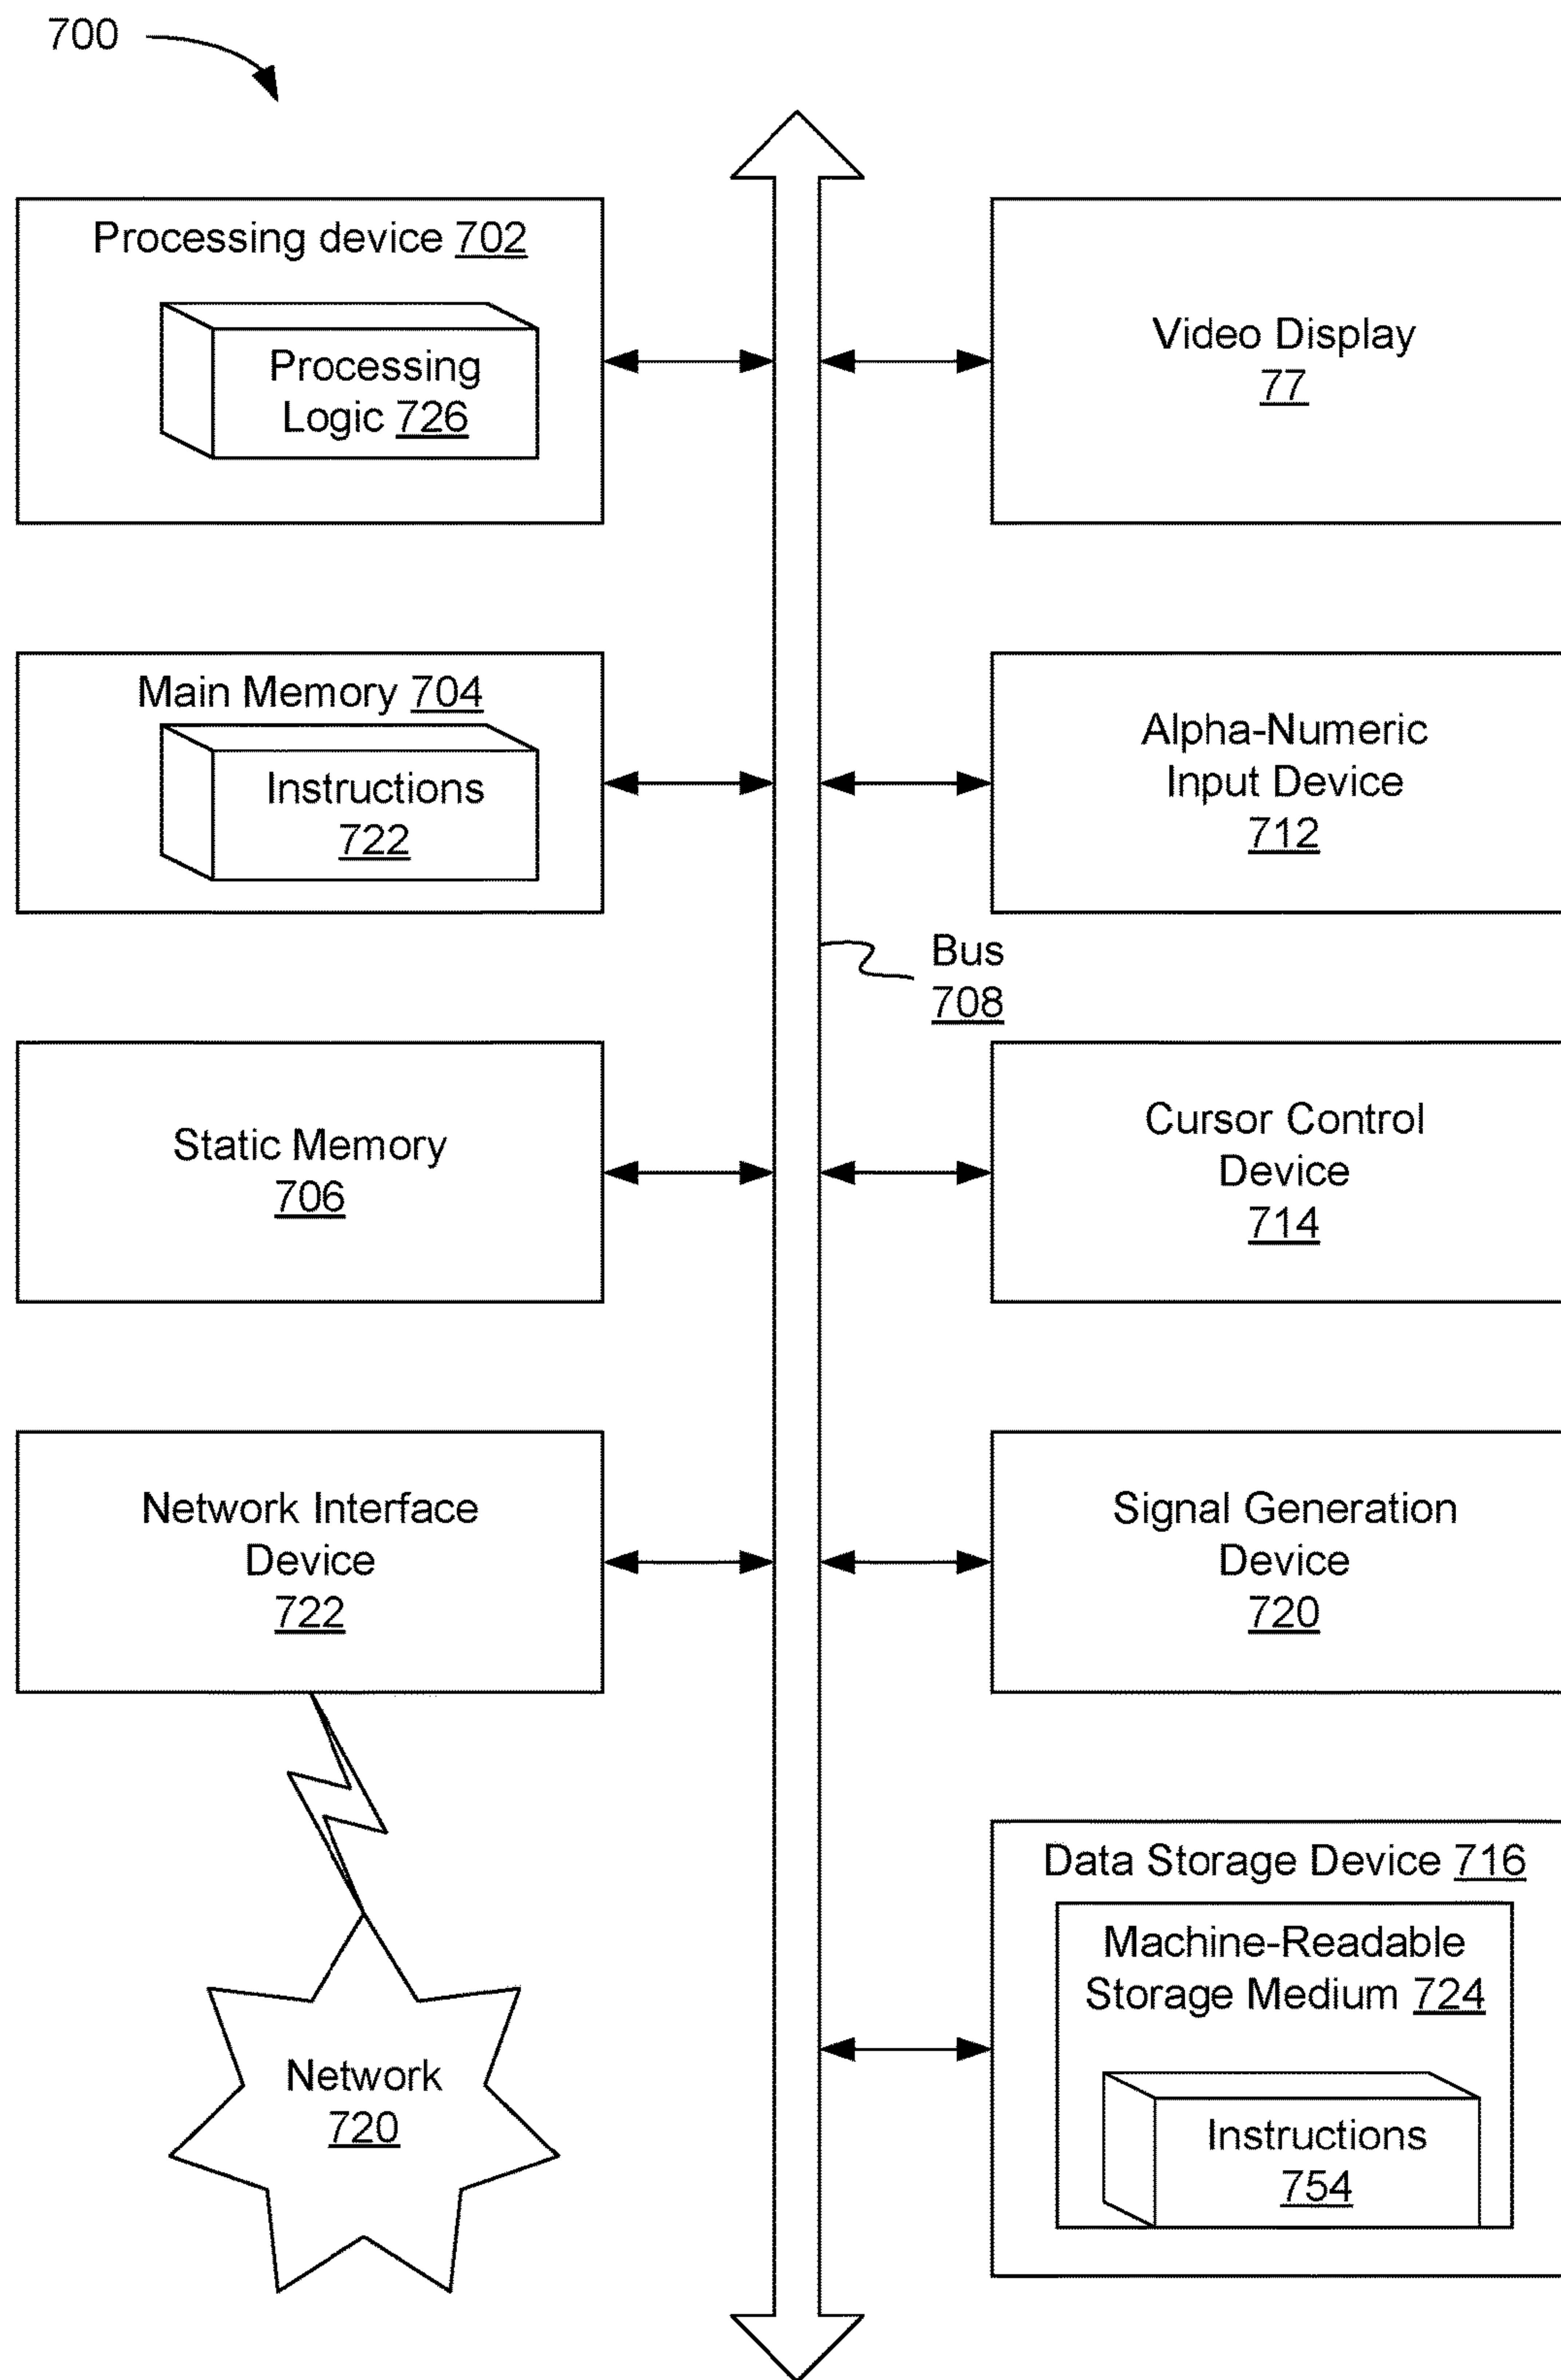 700
Processing device 702
Processing
Logic 726
Video Display
77
Main Memory 704
Instructions
722
Alpha-Numeric
Input Device
712
Bus
708
Static Memory
706
Cursor Control
Device
714
Network Interface
Device
722
Signal Generation
Device
720
Data Storage Device 716
Machine-Readable
Storage Medium 724
Instructions
754
Network
720